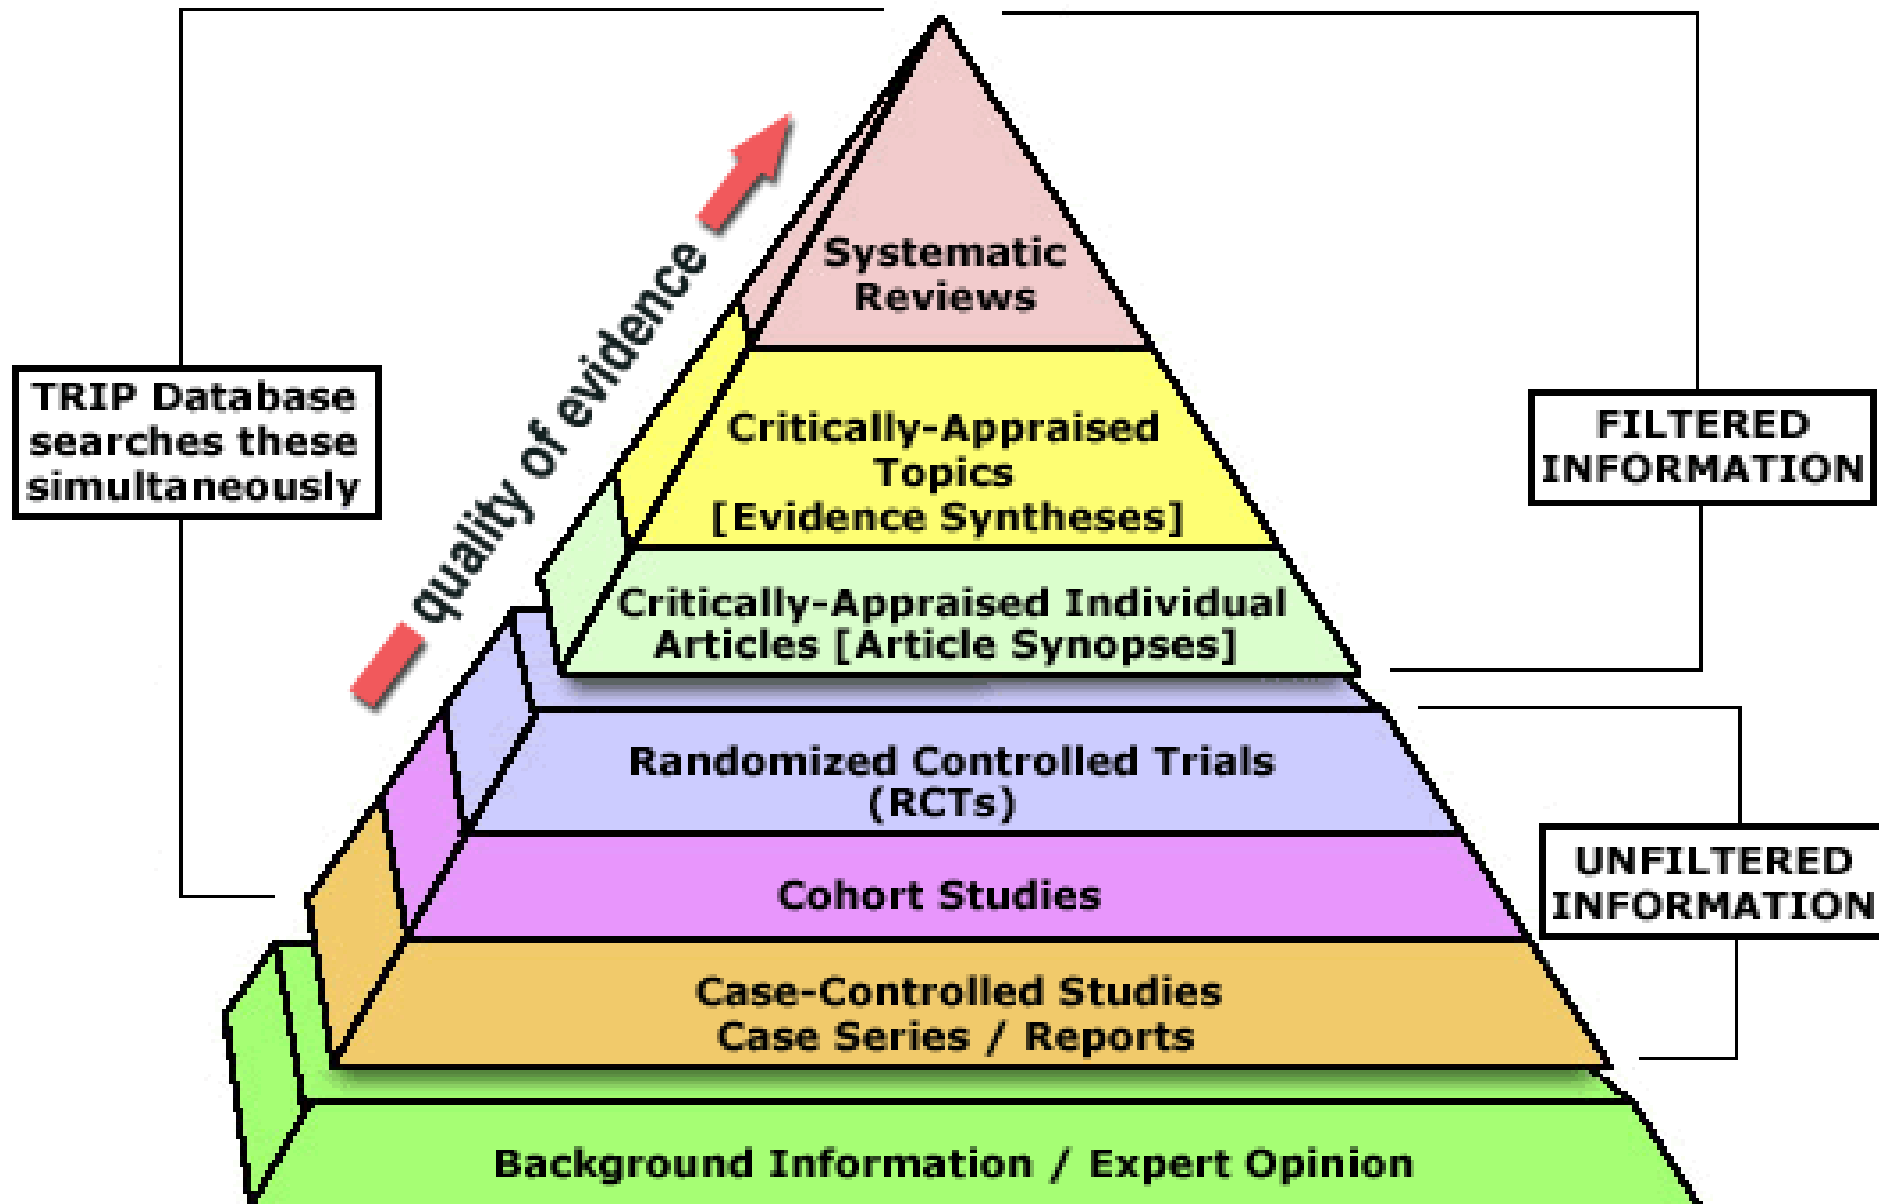 Systematic
Reviews
quality of evidence
TRIP Database
searches these
simultaneously
Critically-Appraised
Topics
[Evidence Syntheses]
FILTERED
INFORMATION
Critically-Appraised Individual
Articles [Article Synopses]
Randomized Controlled Trials
(RCTs)
UNFILTERED
INFORMATION
Cohort Studies
Case-Controlled Studies
Case Series / Reports
Background Information / Expert Opinion